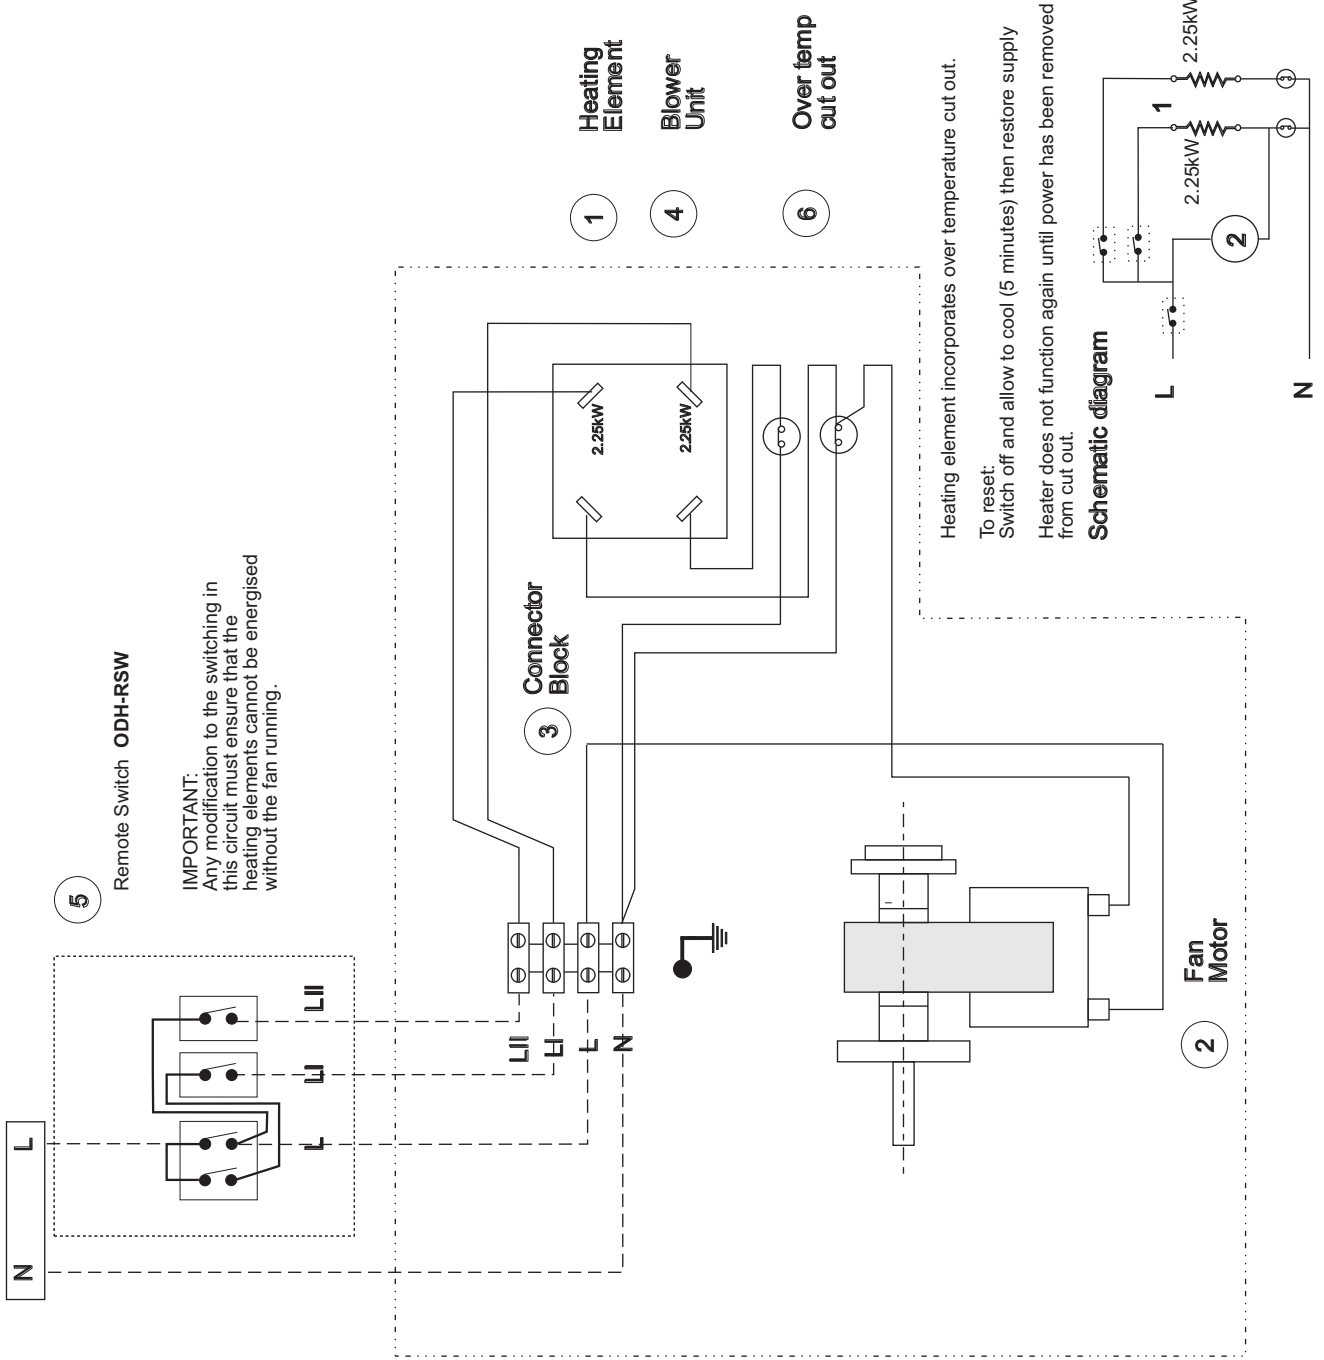 N
L
5
Remote Switch ODH-RSW
IMPORTANT:
Any modification to the switching in
this circuit must ensure that the
heating elements cannot be energised
without the fan running.
L
LI
LII
LII
LI
L
N
3
Connector
Block
2.25kW
2.25kW
1
Heating
Element
4
Blower
Unit
6
Over temp
cut out
2
Fan
Motor
Heating element incorporates over temperature cut out.
To reset:
Switch off and allow to cool (5 minutes) then restore supply
Heater does not function again until power has been removed
from cut out.
Schematic diagram
L
N
2
1
2.25kW
2.25kW